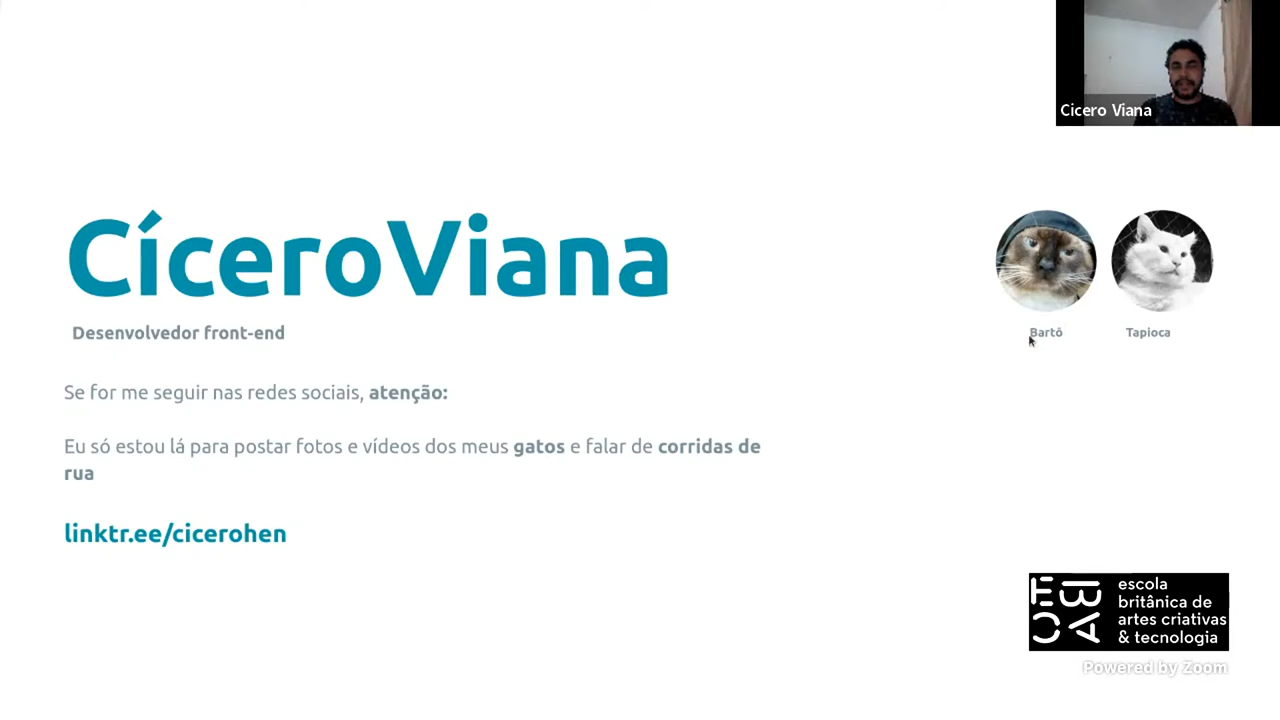 Cicero Viana
CíceroViana
Desenvolvedor front-end
Bartô
Tapioca
Se for me seguir nas redes sociais, atenção:
Eu só estou lá para postar fotos e vídeos dos meus gatos e falar de corridas de
rua
linktr.ee/cicerohen
escola
britânica de
artes criativas
& tecnologia
Powered by Zoom